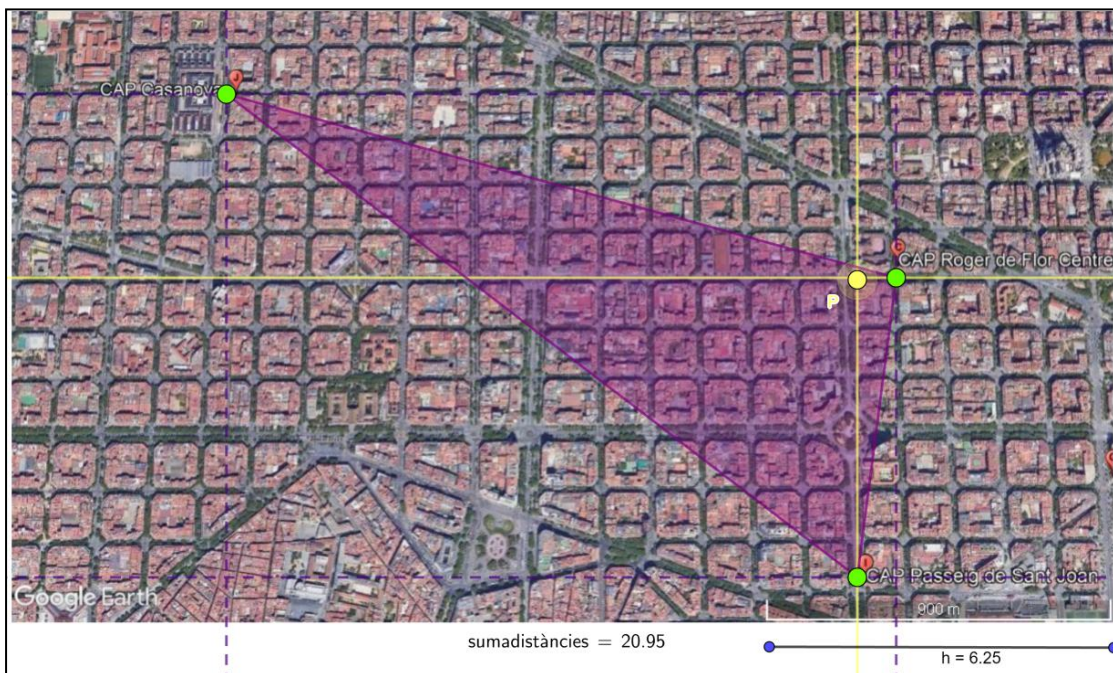 CAP Casanova
J
C
CAP Roger de Flor Centre
P
I
CAP Passeig de Sant Joan
Google Earth
900 m
sumadistàncies = 20.95
h = 6.25